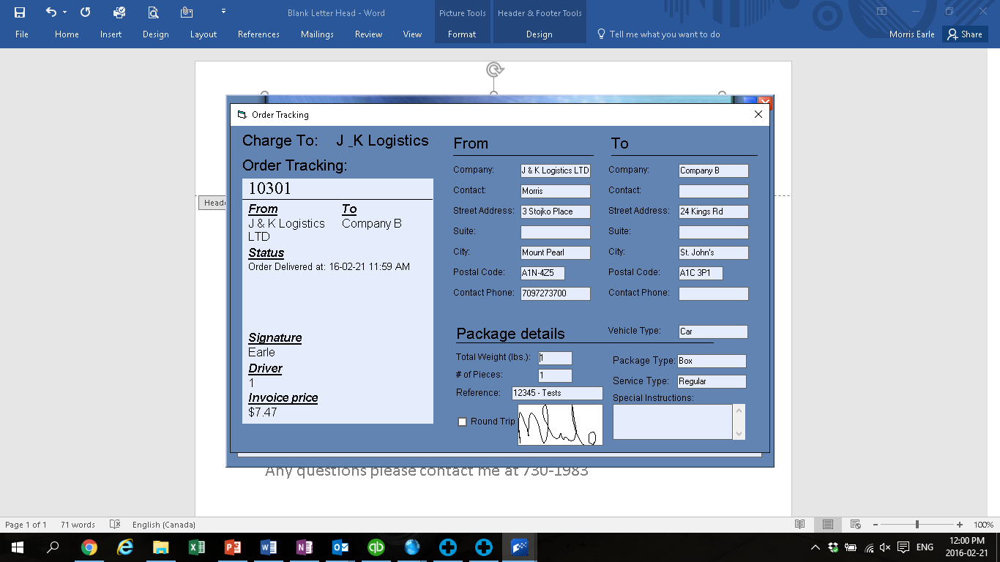 Blank Letter Head - Word
Picture Tools
Header & Footer Tools
File Home Insert Design Layout References Mailings Review View Format Design Tell me what you want to do Morris Earle Share
Order Tracking
Charge To: J _K Logistics
Order Tracking:
10301
From To
J & K Logistics Company B
LTD
Status
Order Delivered at: 16-02-21 11:59 AM
Signature
Earle
Driver
1
Invoice price
$7.47
From
Company: J & K Logistics LTD
Contact: Morris
Street Address: 3 Stojko Place
Suite:
City: Mount Pearl
Postal Code: A1N-4Z5
Contact Phone: 7097273700
To
Company: Company B
Contact:
Street Address: 24 Kings Rd
Suite:
City: St. John's
Postal Code: A1C 3P1
Contact Phone:
Package details
Vehicle Type: Car
Total Weight (lbs.): 1
# of Pieces: 1
Reference: 12345 - Tests
Round Trip
Package Type: Box
Service Type: Regular
Special Instructions:
Any questions please contact me at 730-1983
Page 1 of 1 71 words English (Canada) 100%
ENG
12:00 PM
2016-02-21